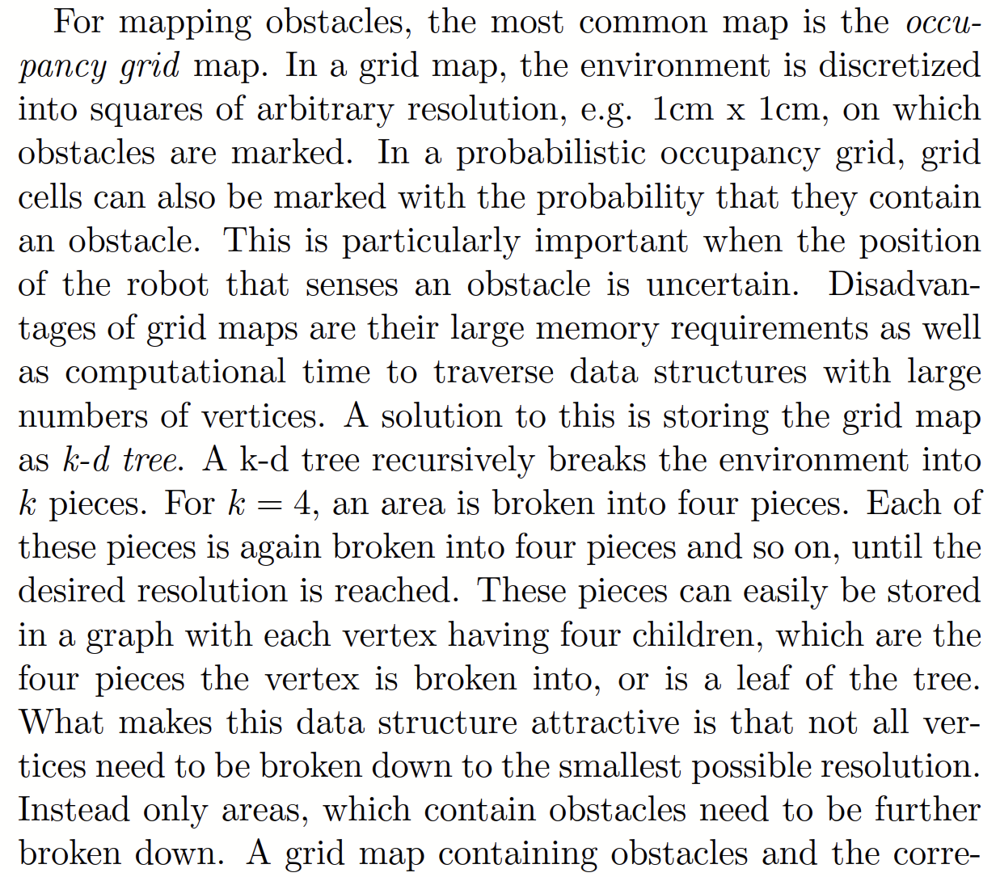 For mapping obstacles, the most common map is the occu-
pancy grid map. In a grid map, the environment is discretized
into squares of arbitrary resolution, e.g. 1cm x 1cm, on which
obstacles are marked. In a probabilistic occupancy grid, grid
cells can also be marked with the probability that they contain
an obstacle. This is particularly important when the position
of the robot that senses an obstacle is uncertain. Disadvan-
tages of grid maps are their large memory requirements as well
as computational time to traverse data structures with large
numbers of vertices. A solution to this is storing the grid map
as k-d tree. A k-d tree recursively breaks the environment into
k pieces. For k = 4, an area is broken into four pieces. Each of
these pieces is again broken into four pieces and so on, until the
desired resolution is reached. These pieces can easily be stored
in a graph with each vertex having four children, which are the
four pieces the vertex is broken into, or is a leaf of the tree.
What makes this data structure attractive is that not all ver-
tices need to be broken down to the smallest possible resolution.
Instead only areas, which contain obstacles need to be further
broken down. A grid map containing obstacles and the corre-